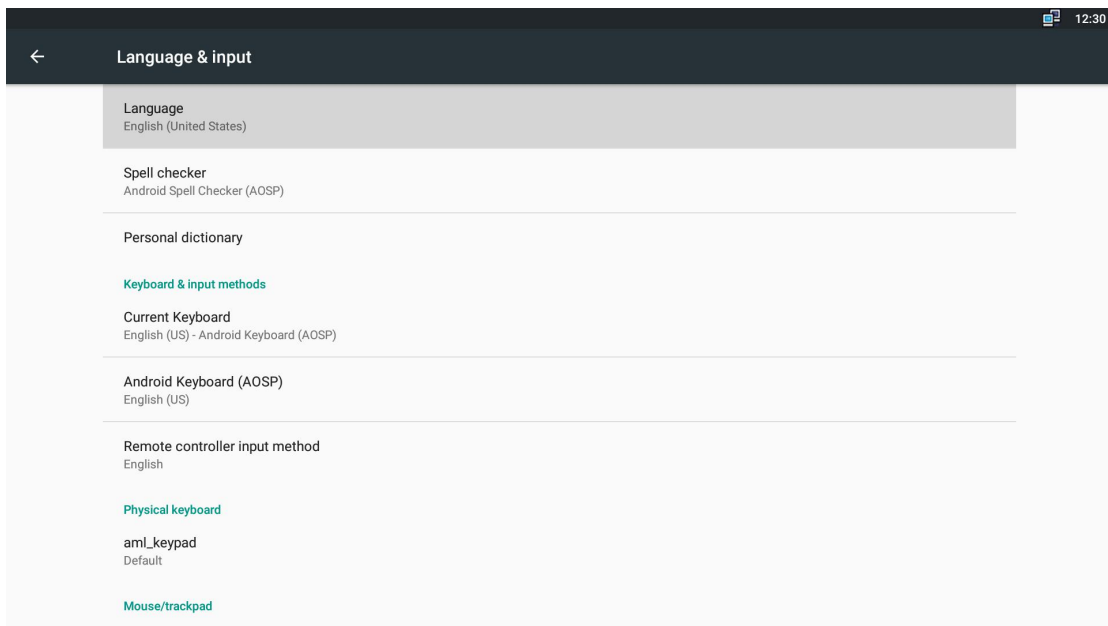 12:30
Language & input
Language
English (United States)
Spell checker
Android Spell Checker (AOSP)
Personal dictionary
Keyboard & input methods
Current Keyboard
English (US) - Android Keyboard (AOSP)
Android Keyboard (AOSP)
English (US)
Remote controller input method
English
Physical keyboard
aml_keypad
Default
Mouse/trackpad